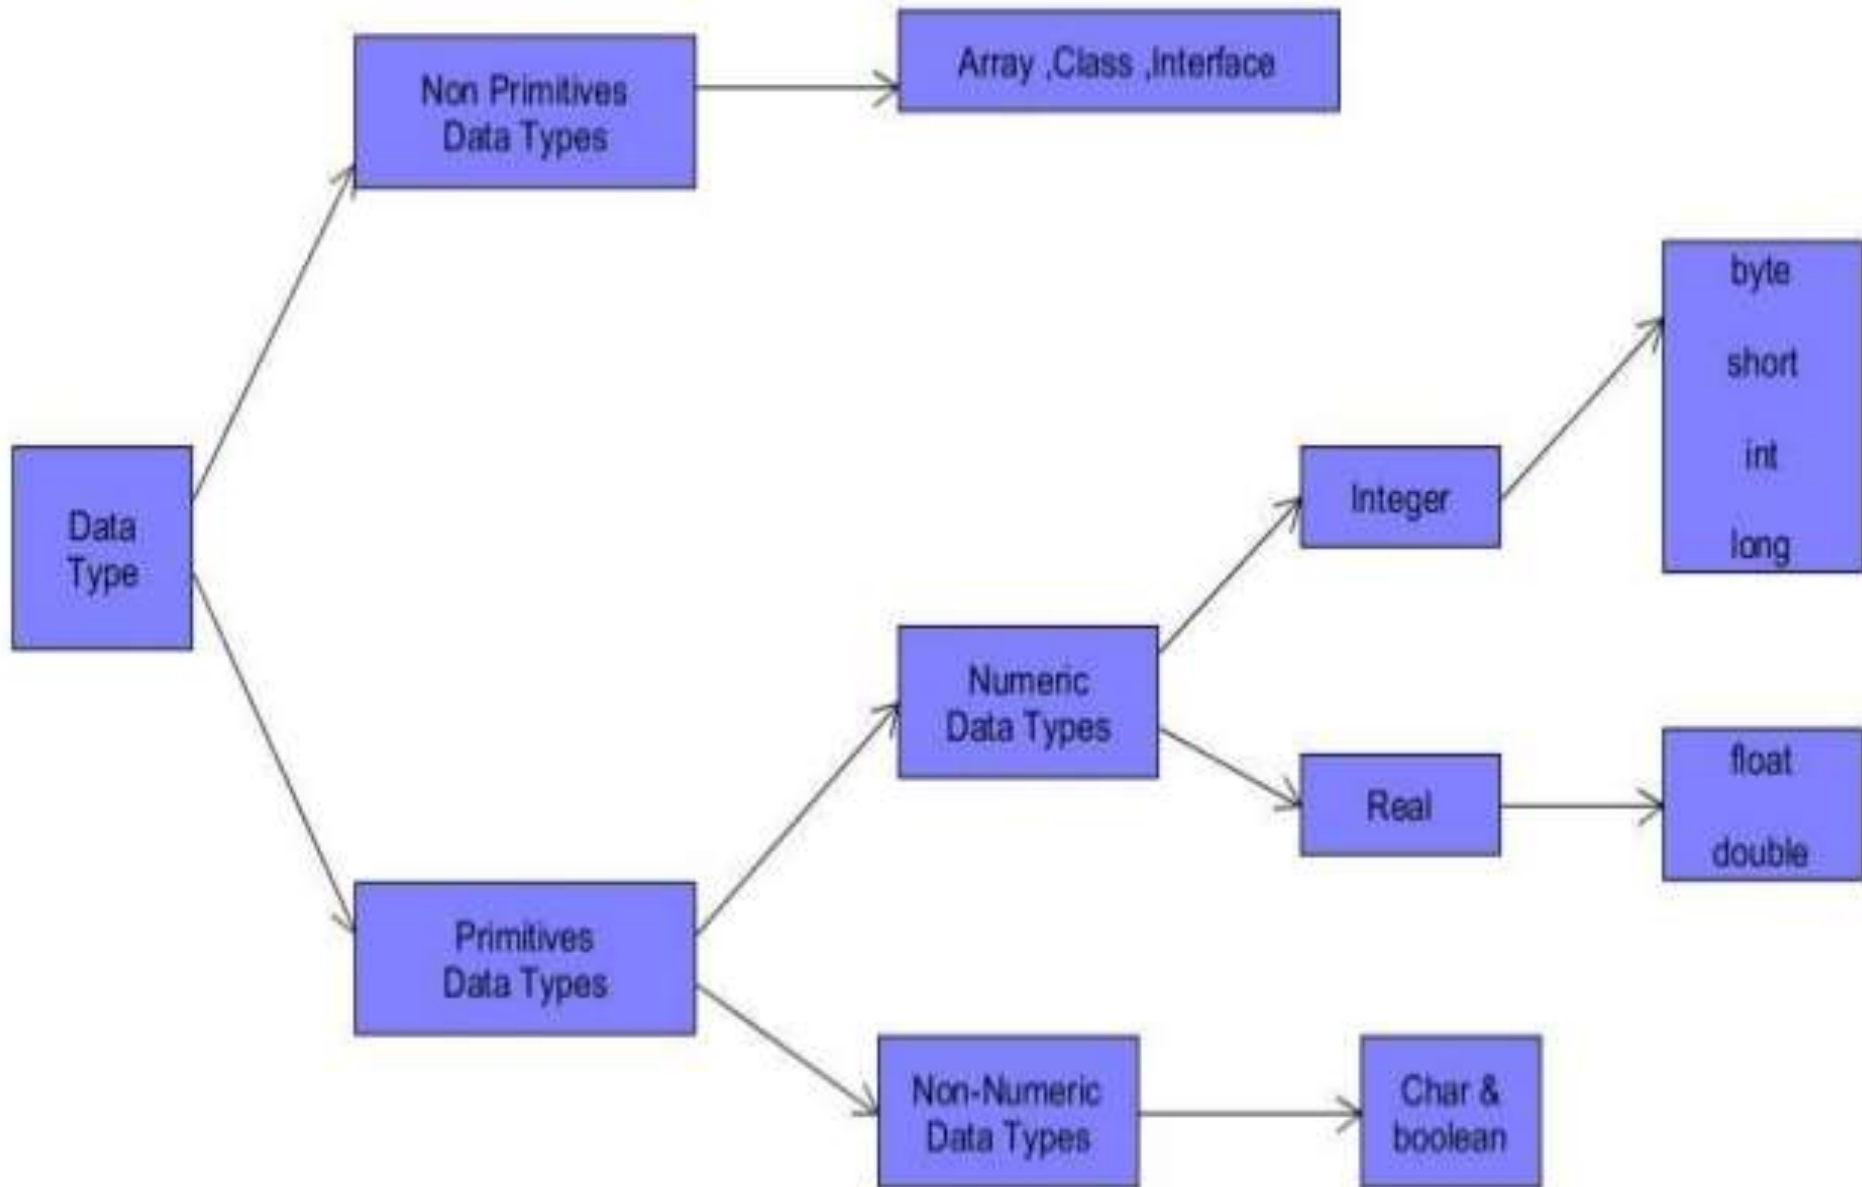 Non Primitives
Data Types
Array ,Class ,Interface
Data
Type
byte
short
int
long
Integer
Numeric
Data Types
Real
float
double
Primitives
Data Types
Non-Numeric
Data Types
Char &
boolean